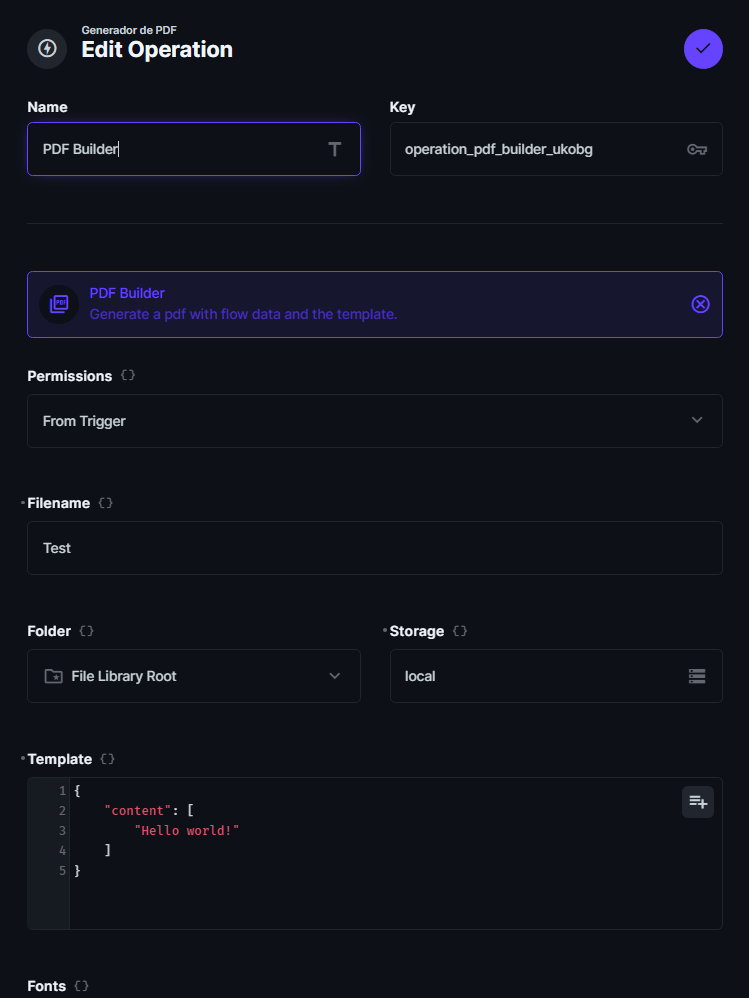 Generador de PDF
Edit Operation
Name
Key
PDF Builder
operation_pdf_builder_ukobg
PDF Builder
Generate a pdf with flow data and the template.
Permissions {}
From Trigger
Filename {}
Test
Folder {}
Storage {}
File Library Root
local
Template {}
1 {
2 "content": [
3 "Hello world!"
4 ]
5 }
Fonts {}